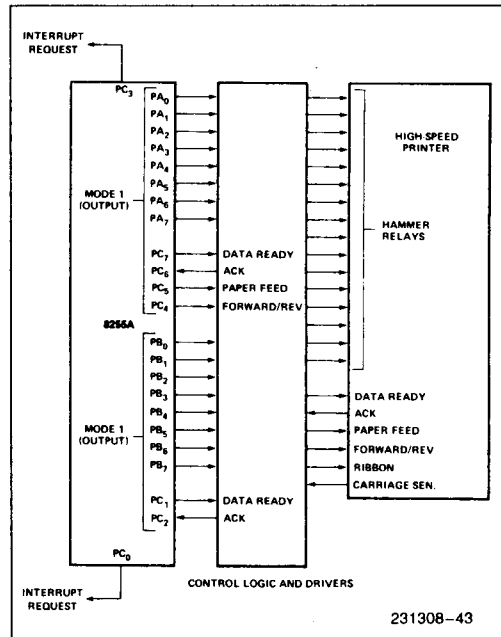 INTERRUPT
REQUEST
PC3
PA0
PA1
PA2
PA3
PA4
PA5
PA6
PA7
MODE 1
(OUTPUT)
PC7
PC6
PC5
PC4
DATA READY
ACK
PAPER FEED
FORWARD/REV
8255A
PB0
PB1
PB2
PB3
PB4
PB5
PB6
PB7
MODE 1
(OUTPUT)
PC1
PC2
DATA READY
ACK
PC0
INTERRUPT
REQUEST
HIGH-SPEED
PRINTER
HAMMER
RELAYS
DATA READY
ACK
PAPER FEED
FORWARD/REV
RIBBON
CARRIAGE SEN.
CONTROL LOGIC AND DRIVERS
231308-43